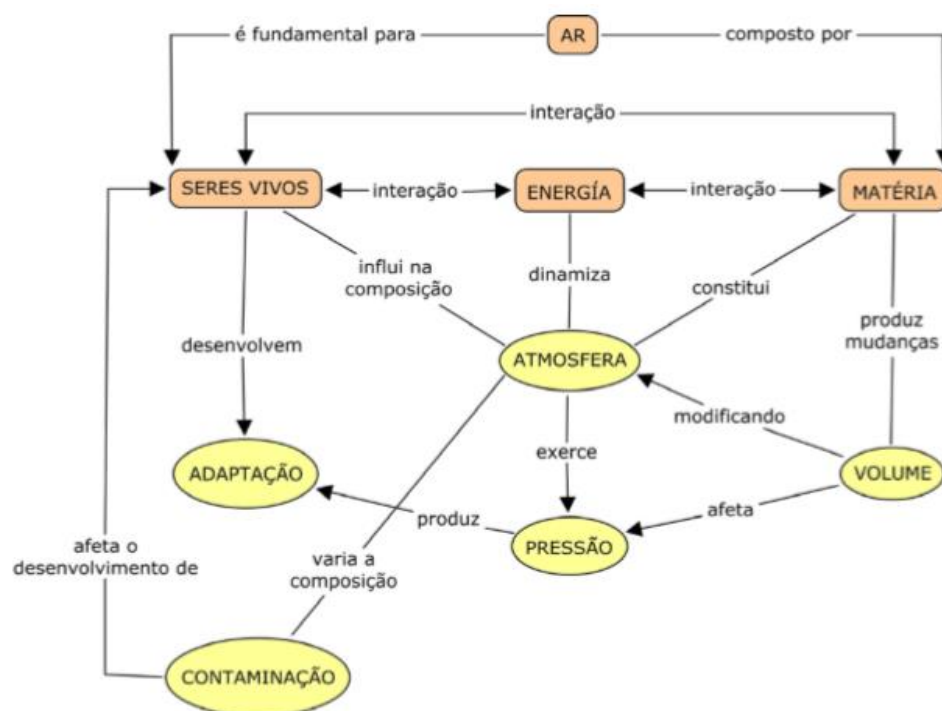 é fundamental para
AR
composto por
interação
SERES VIVOS
interação
ENERGÍA
interação
MATÉRIA
influi na
composição
dinamiza
constitui
produz
mudanças
desenvolvem
ATMOSFERA
modificando
exerce
ADAPTAÇÃO
VOLUME
produz
afeta
PRESSÃO
afeta o
desenvolvimento de
varia a
composição
CONTAMINAÇÃO